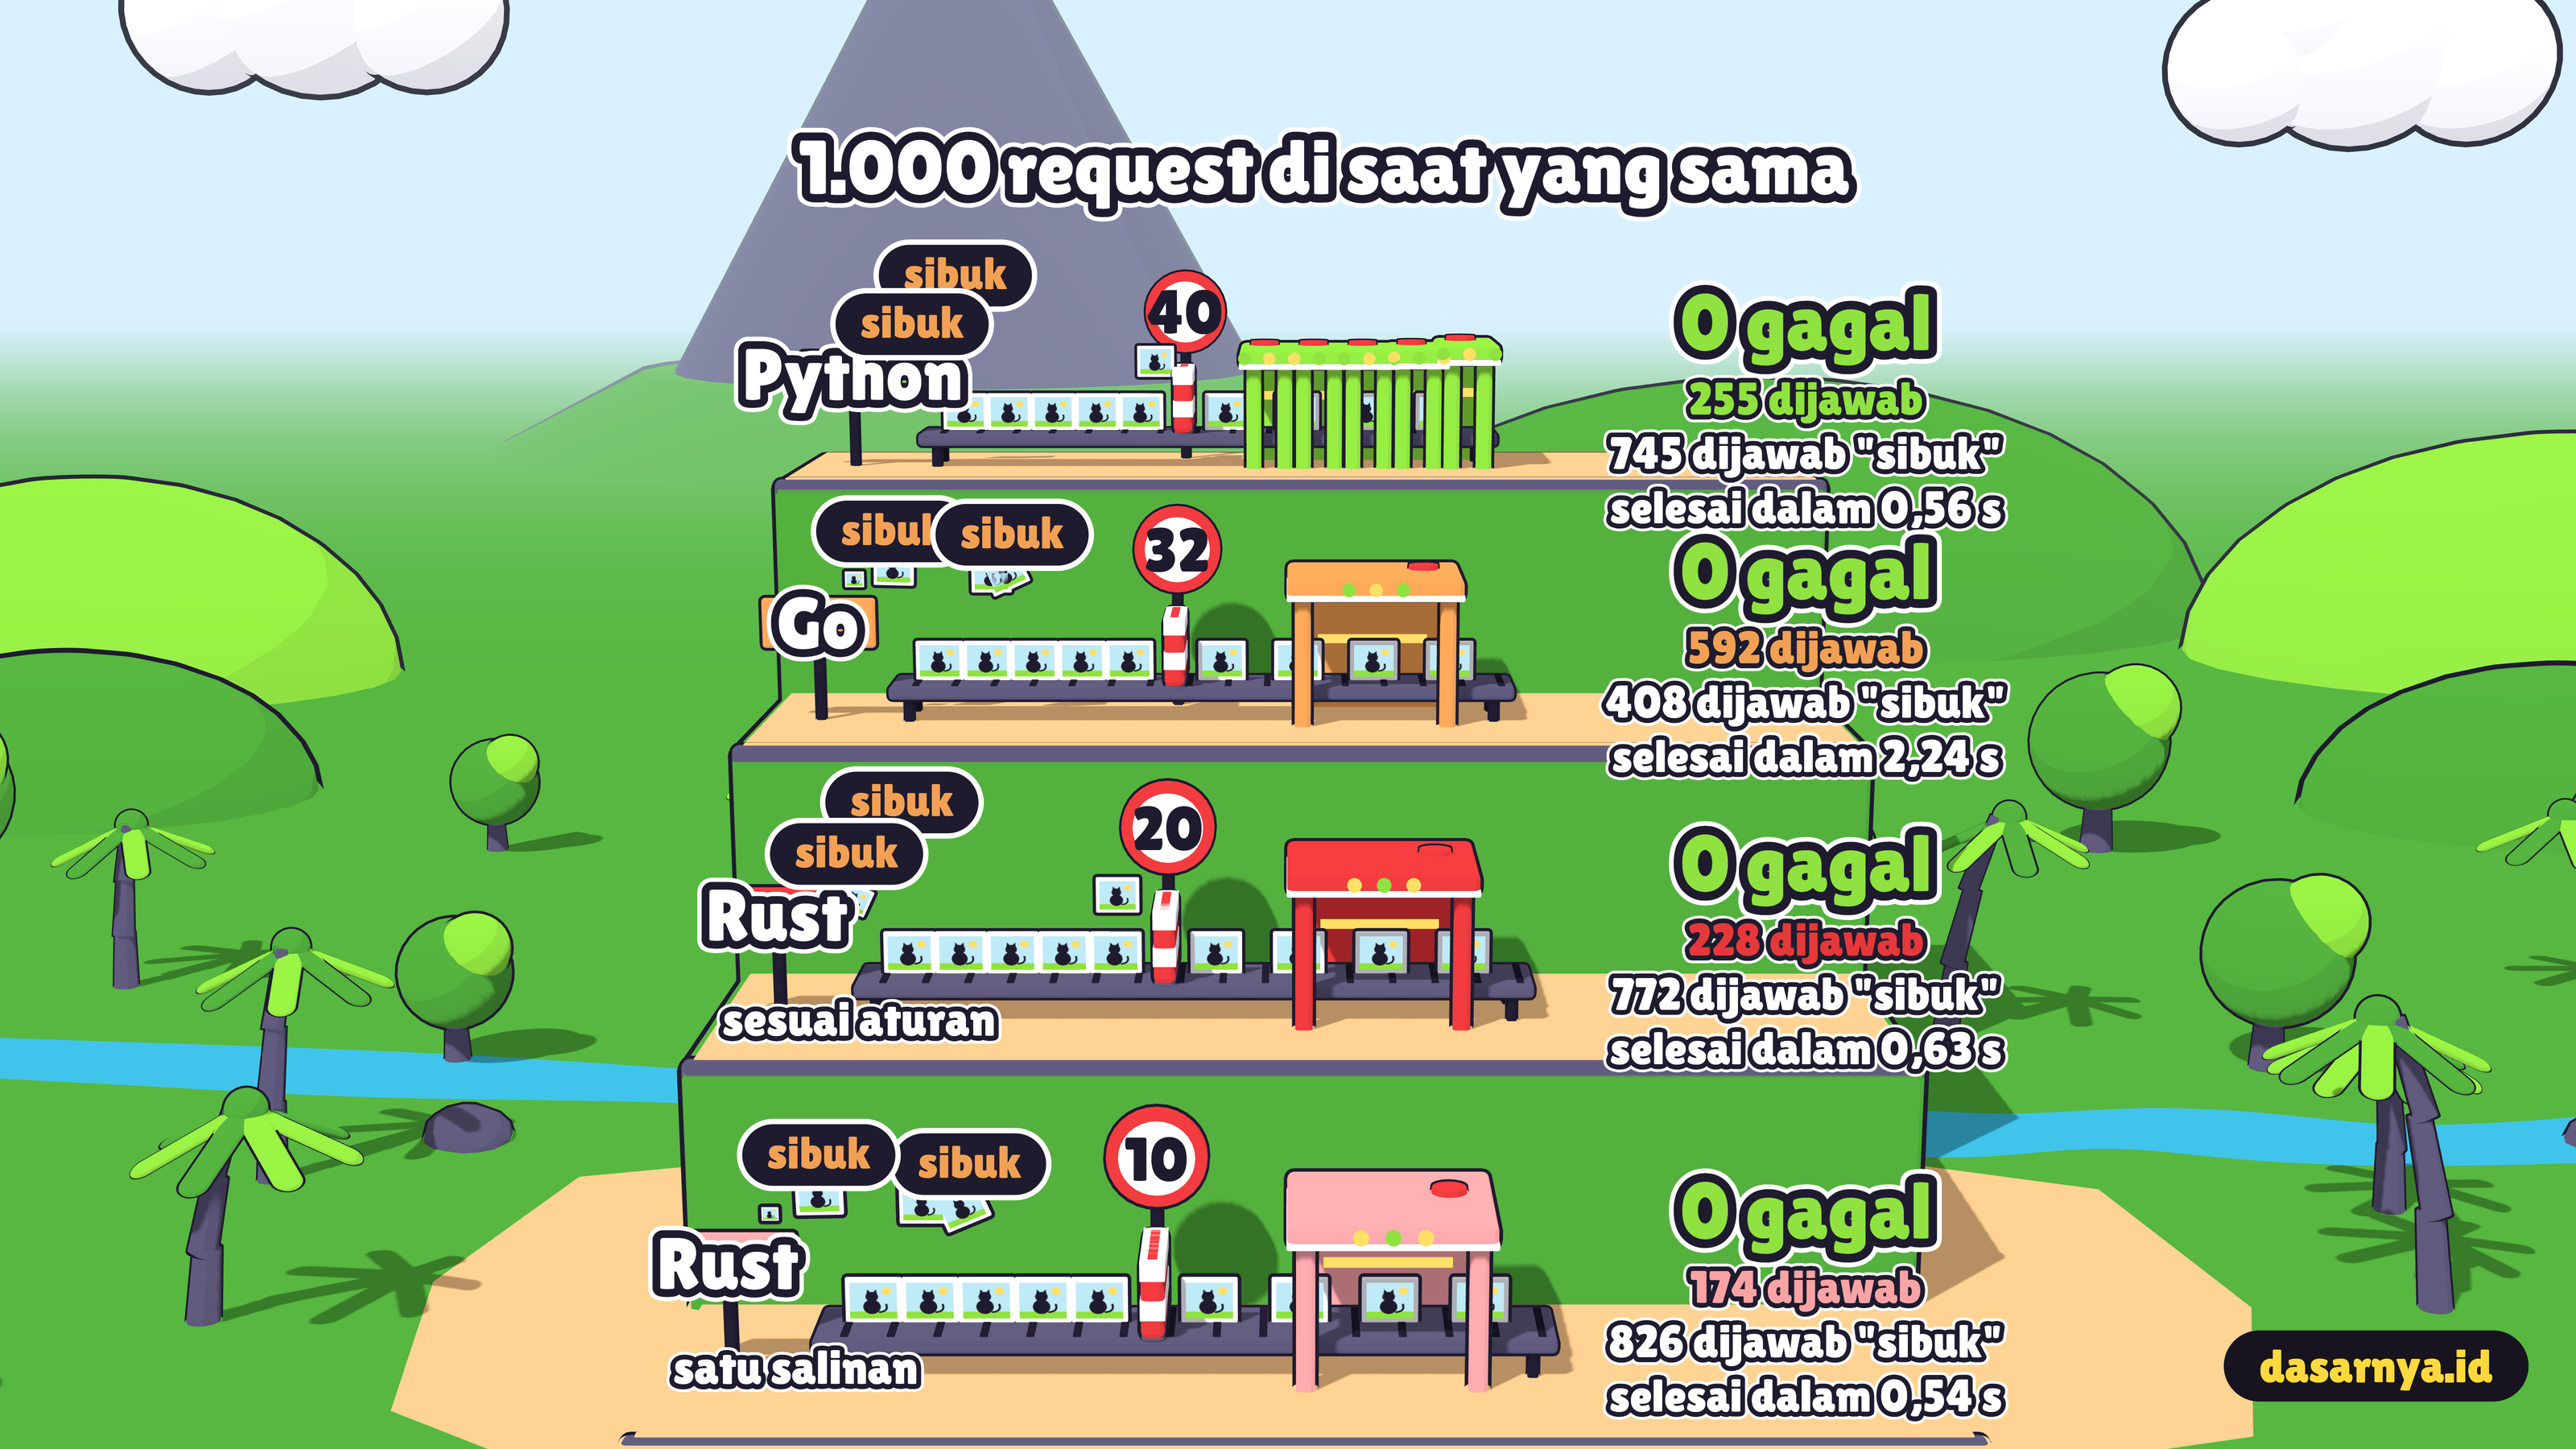 1.000 request di saat yang sama
sibuk
sibuk
Python
40
0 gagal
255 dijawab
745 dijawab "sibuk"
selesai dalam 0,56 s
sibuk
sibuk
Go
32
0 gagal
592 dijawab
408 dijawab "sibuk"
selesai dalam 2,24 s
sibuk
sibuk
Rust
sesuai aturan
20
0 gagal
228 dijawab
772 dijawab "sibuk"
selesai dalam 0,63 s
sibuk
sibuk
Rust
satu salinan
10
0 gagal
174 dijawab
826 dijawab "sibuk"
selesai dalam 0,54 s
dasarnya.id